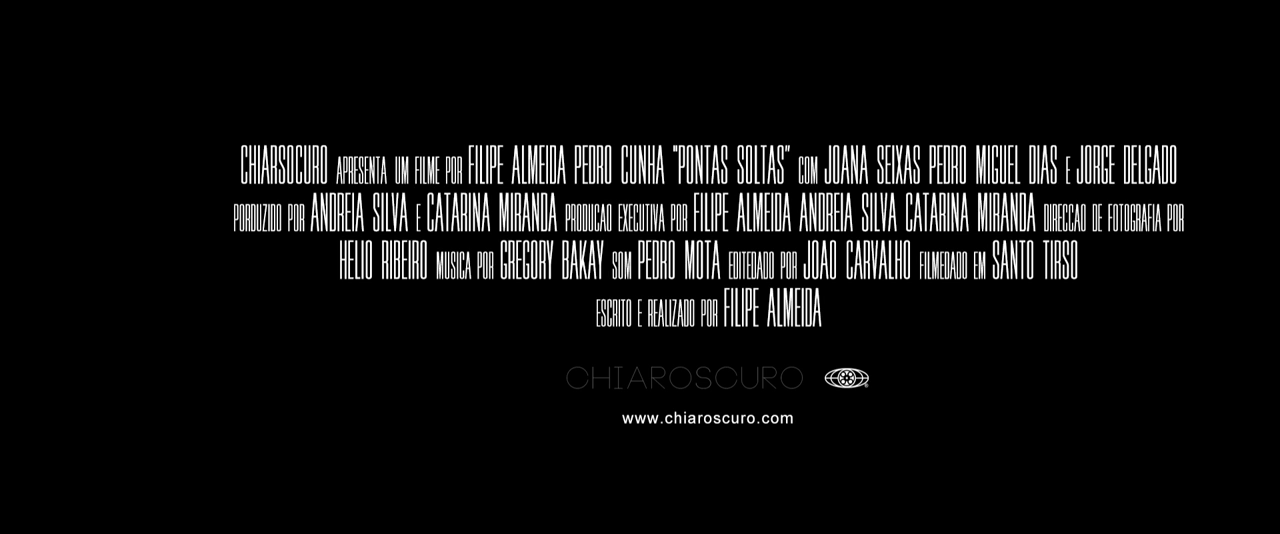 CHIARSOCURO APRESENTA UM FILME POR FILIPE ALMEIDA PEDRO CUNHA "PONTAS SOLTAS" COM JOANA SEIXAS PEDRO MIGUEL DIAS E JORGE DELGADO
PORDUZIDO POR ANDREIA SILVA E CATARINA MIRANDA PRODUCAO EXECUTIVA POR FILIPE ALMEIDA ANDREIA SILVA CATARINA MIRANDA DIRECCAO DE FOTOGRAFIA POR
HELIO RIBEIRO MUSICA POR GREGORY BAKAY SOM PEDRO MOTA EDITEDADO POR JOAO CARVALHO FILMEDADO EM SANTO TIRSO
ESCRITO E REALIZADO POR FILIPE ALMEIDA
CHIAROSCURO
www.chiaroscuro.com